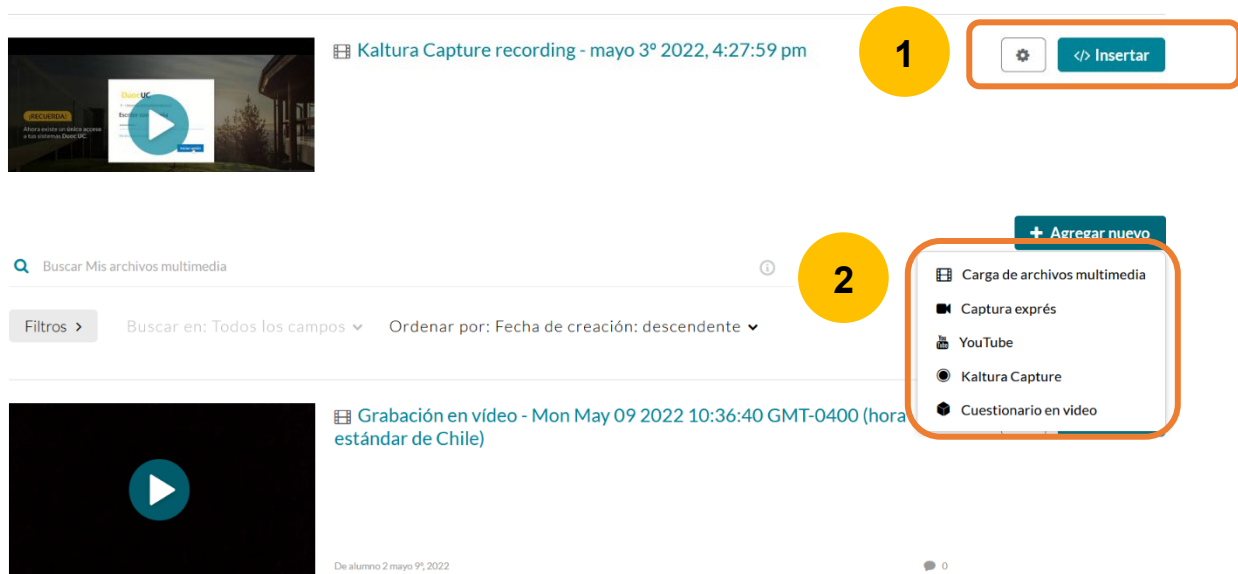 Kaltura Capture recording - mayo 3º 2022, 4:27:59 pm
1
</> Insertar
Duoc UC
¡RECUERDA!
Ahora existe un único acceso
a tus sistemas Duoc UC
+ Agregar nuevo
Buscar Mis archivos multimedia
2
Carga de archivos multimedia
Captura exprés
YouTube
Kaltura Capture
Cuestionario en video
Filtros >
Buscar en: Todos los campos
Ordenar por: Fecha de creación: descendente
Grabación en vídeo - Mon May 09 2022 10:36:40 GMT-0400 (hora
estándar de Chile)
De alumno 2 mayo 9º, 2022
0